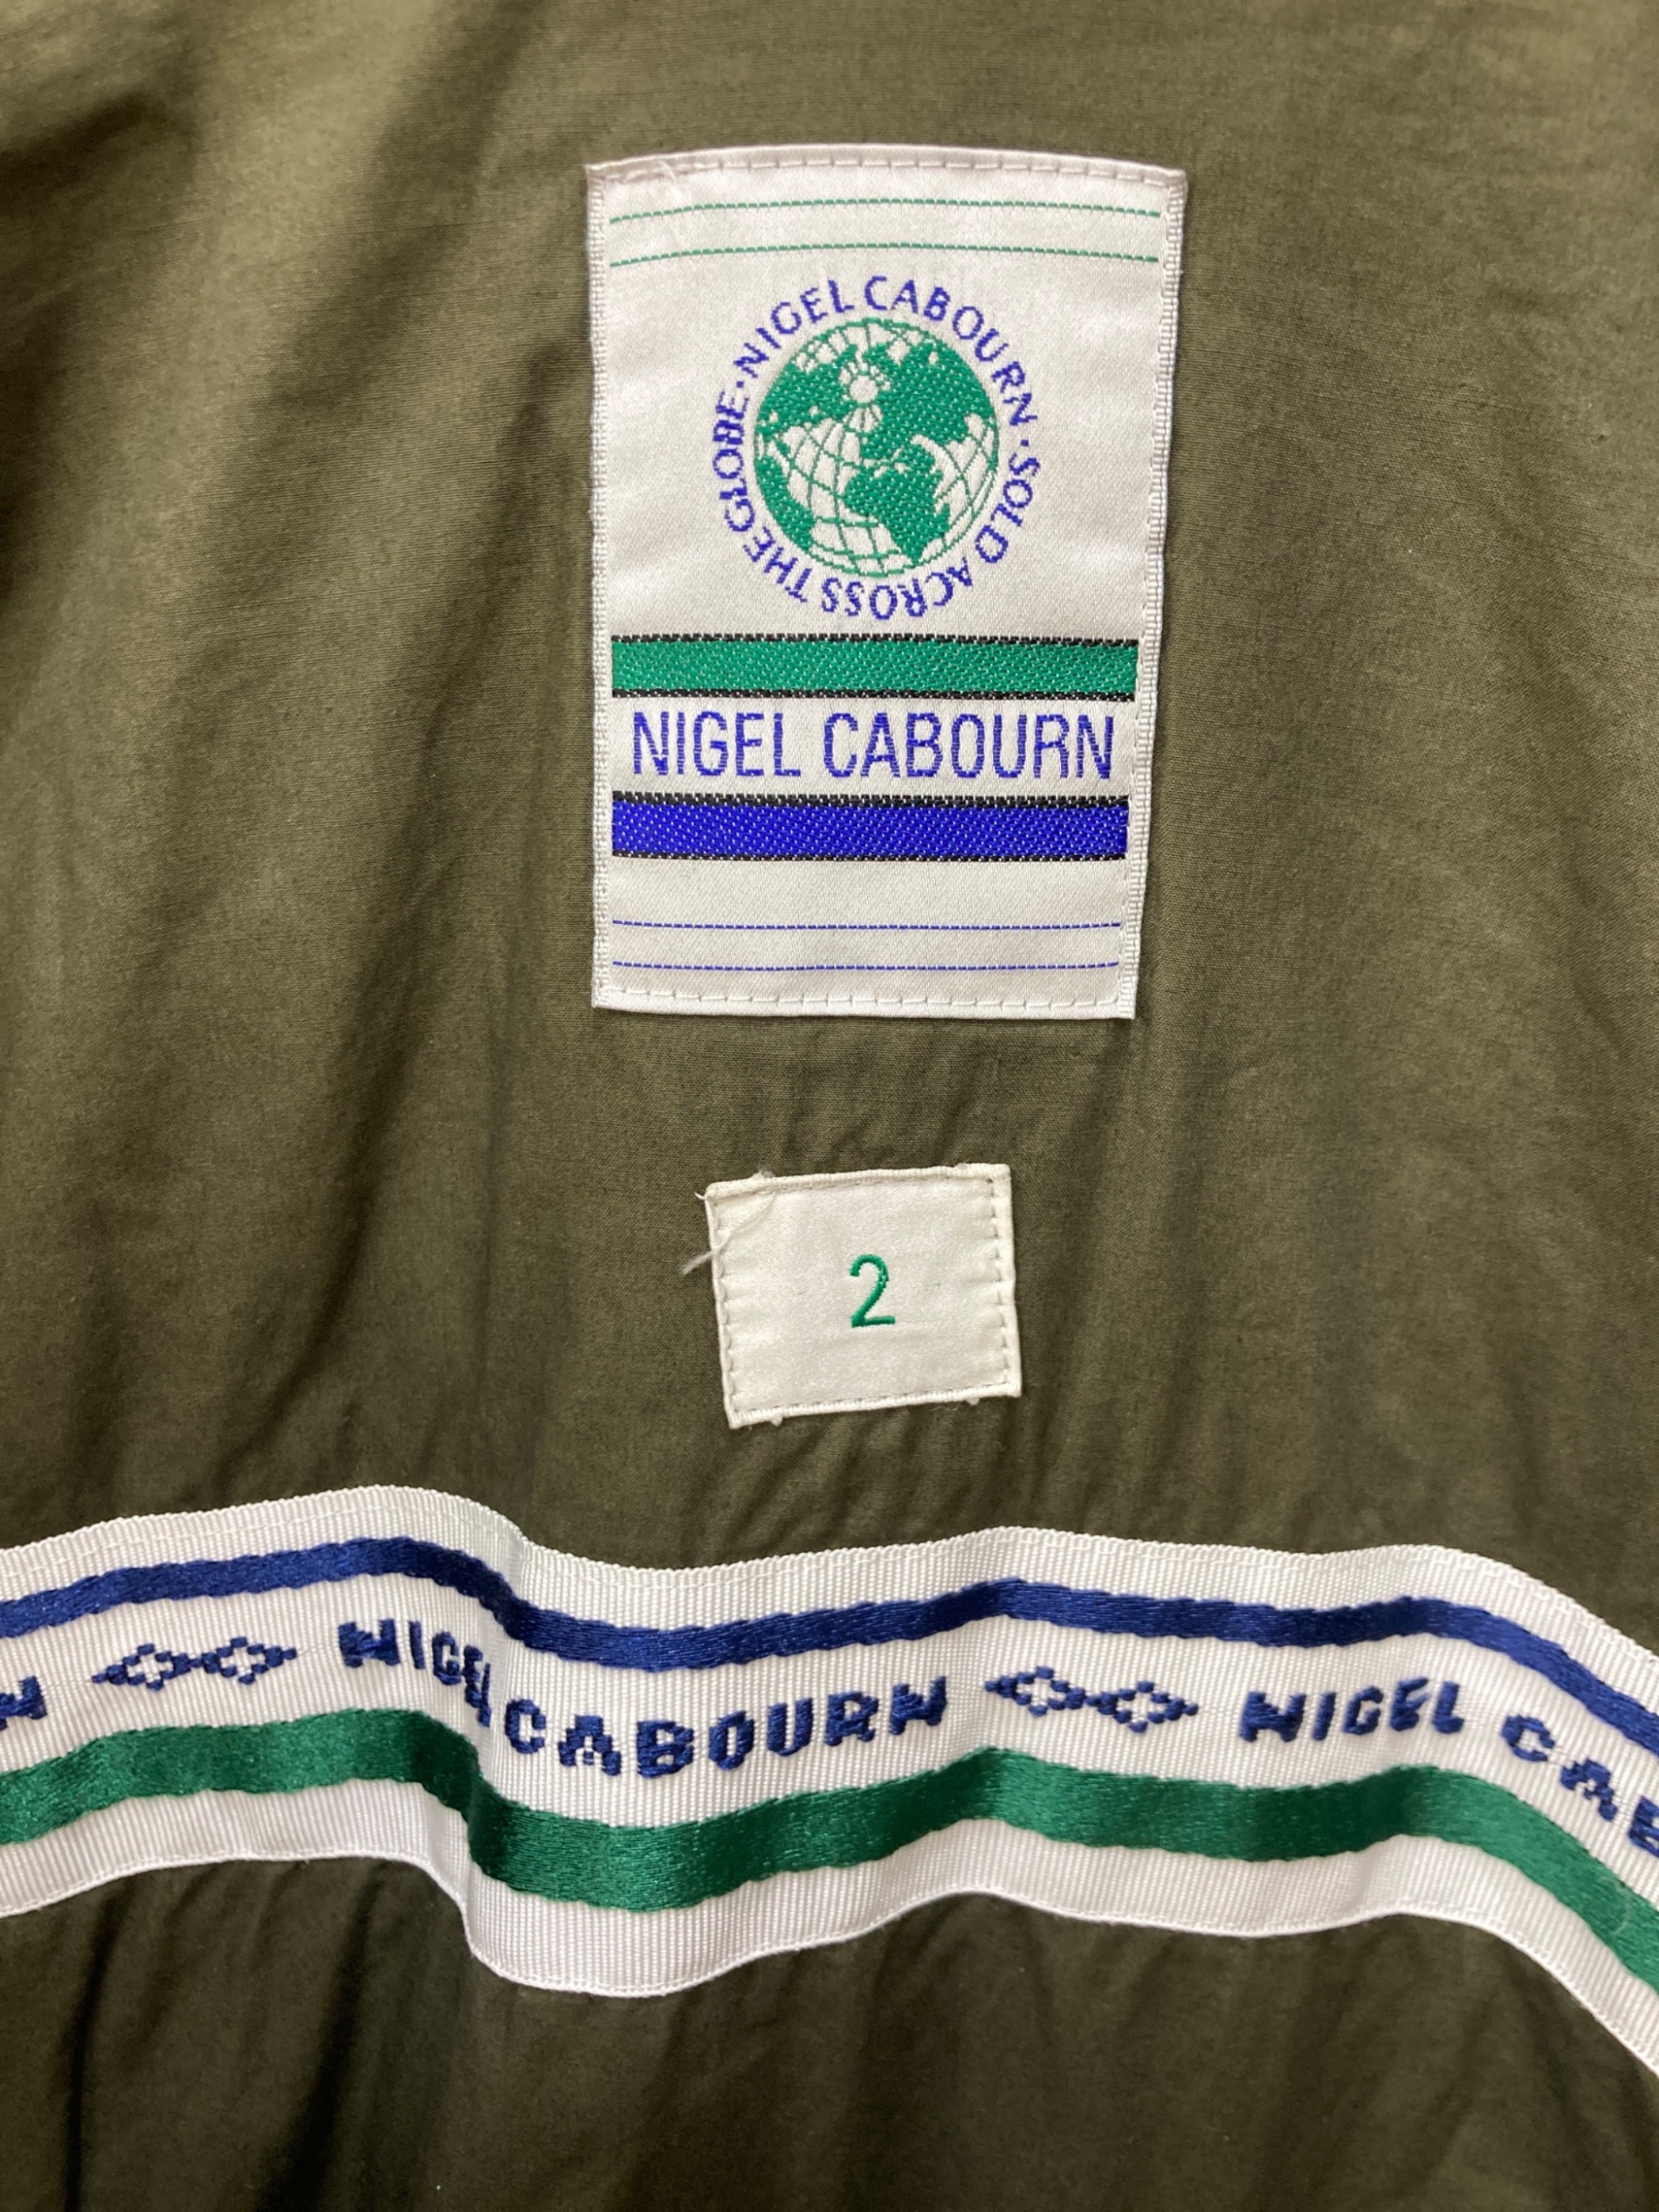 NIGEL CABOURN · SOLD ACROSS THE GLOBE ·
NIGEL CABOURN
2
N NIGEL CABOURN NIGEL CAB